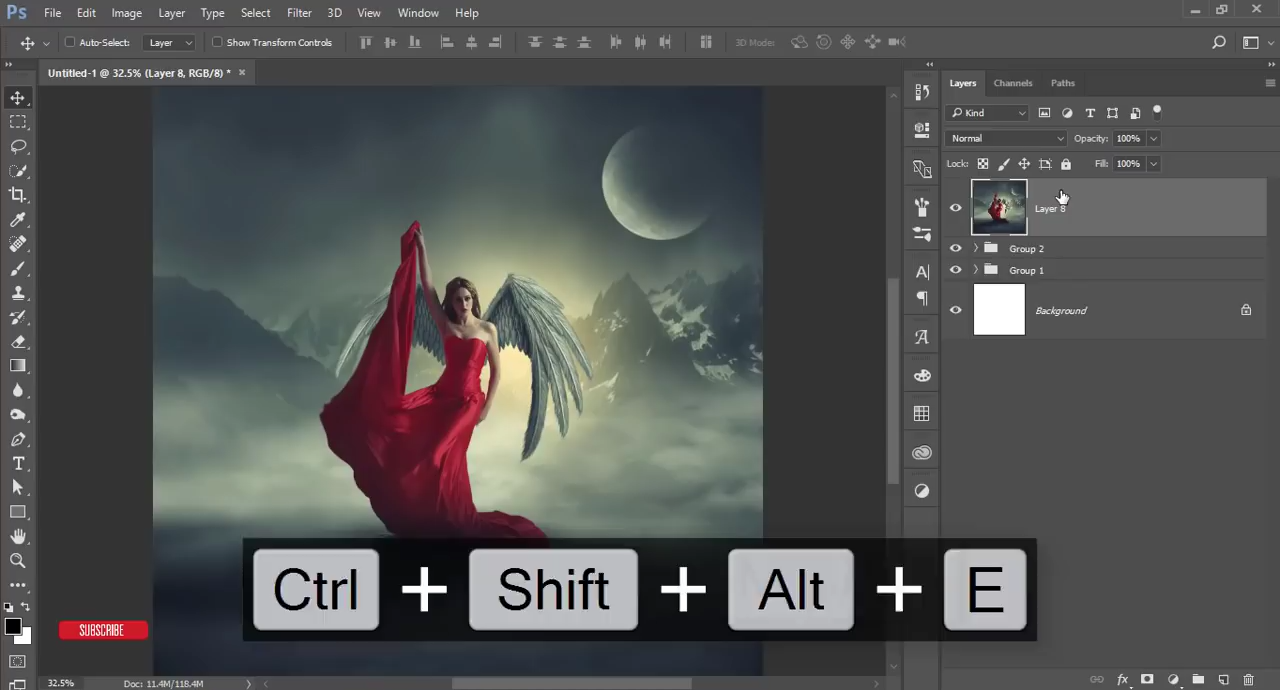 Ps File Edit Image Layer Type Select Filter 3D View Window Help
Auto-Select: Layer Show Transform Controls 3D Mode:
Untitled-1 @ 32.5% (Layer 8, RGB/8) *
Layers Channels Paths
Kind
Normal Opacity: 100%
Lock: Fill: 100%
Layer 8
Group 2
Group 1
Background
Ctrl + Shift + Alt + E
SUBSCRIBE
32.5% Doc: 11.4M/118.4M